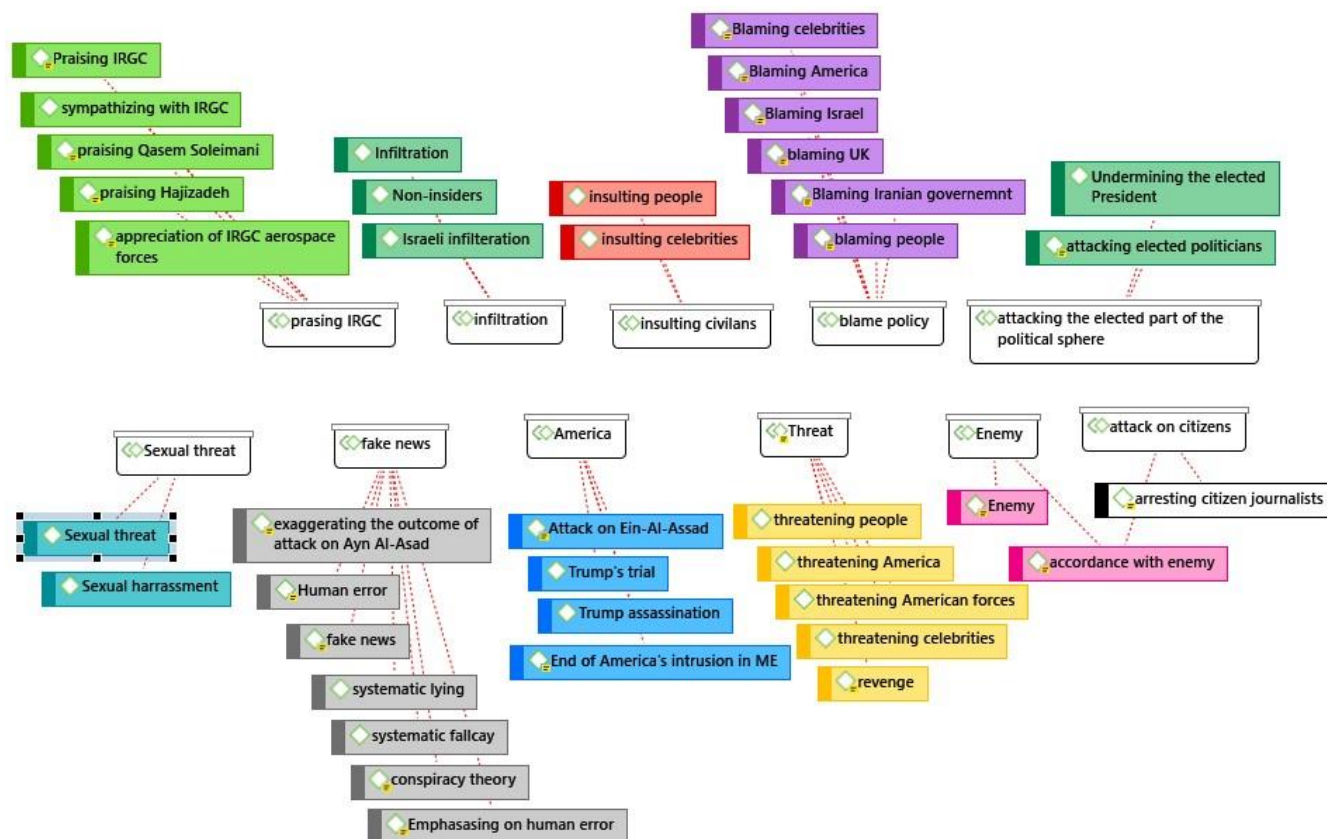 Praising IRGC
sympathizing with IRGC
praising Qasem Soleimani
praising Hajizadeh
appreciation of IRGC aerospace
forces
prasing IRGC
Infiltration
Non-insiders
Israeli infilteration
infiltration
insulting people
insulting celebrities
insulting civilans
Blaming celebrities
Blaming America
Blaming Israel
blaming UK
Blaming Iranian governemnt
blaming people
blame policy
Undermining the elected
President
attacking elected politicians
attacking the elected part of the
political sphere
Sexual threat
Sexual threat
Sexual harrassment
fake news
exaggerating the outcome of
attack on Ayn Al-Asad
Human error
fake news
systematic lying
systematic fallcay
conspiracy theory
Emphasasing on human error
America
Attack on Ein-Al-Assad
Trump's trial
Trump assassination
End of America's intrusion in ME
Threat
threatening people
threatening America
threatening American forces
threatening celebrities
revenge
Enemy
Enemy
accordance with enemy
attack on citizens
arresting citizen journalists